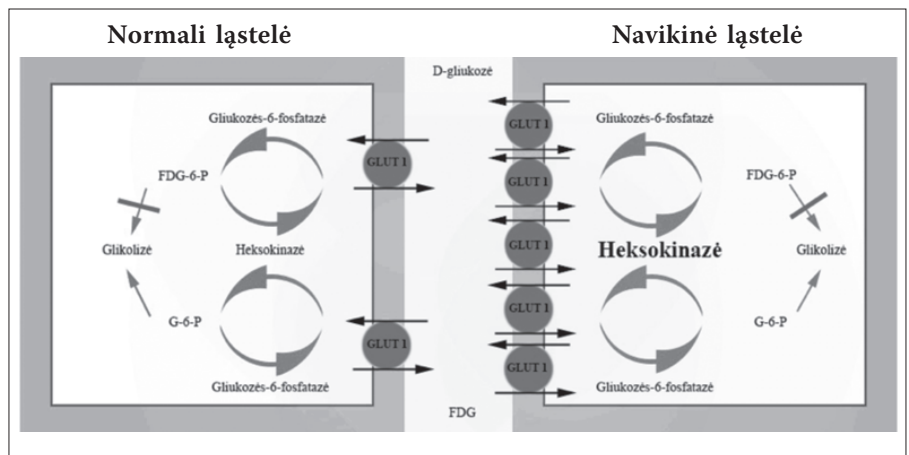 Normali ląstelė
Navikinė ląstelė
D-gliukozė
Gliukozės-6-fosfatazė
FDG-6-P
Glikolizė
Heksokinazė
G-6-P
Gliukozės-6-fosfatazė
GLUT 1
GLUT 1
FDG
GLUT 1
GLUT 1
GLUT 1
GLUT 1
GLUT 1
Gliukozės-6-fosfatazė
FDG-6-P
Heksokinazė
Glikolizė
G-6-P
Gliukozės-6-fosfatazė